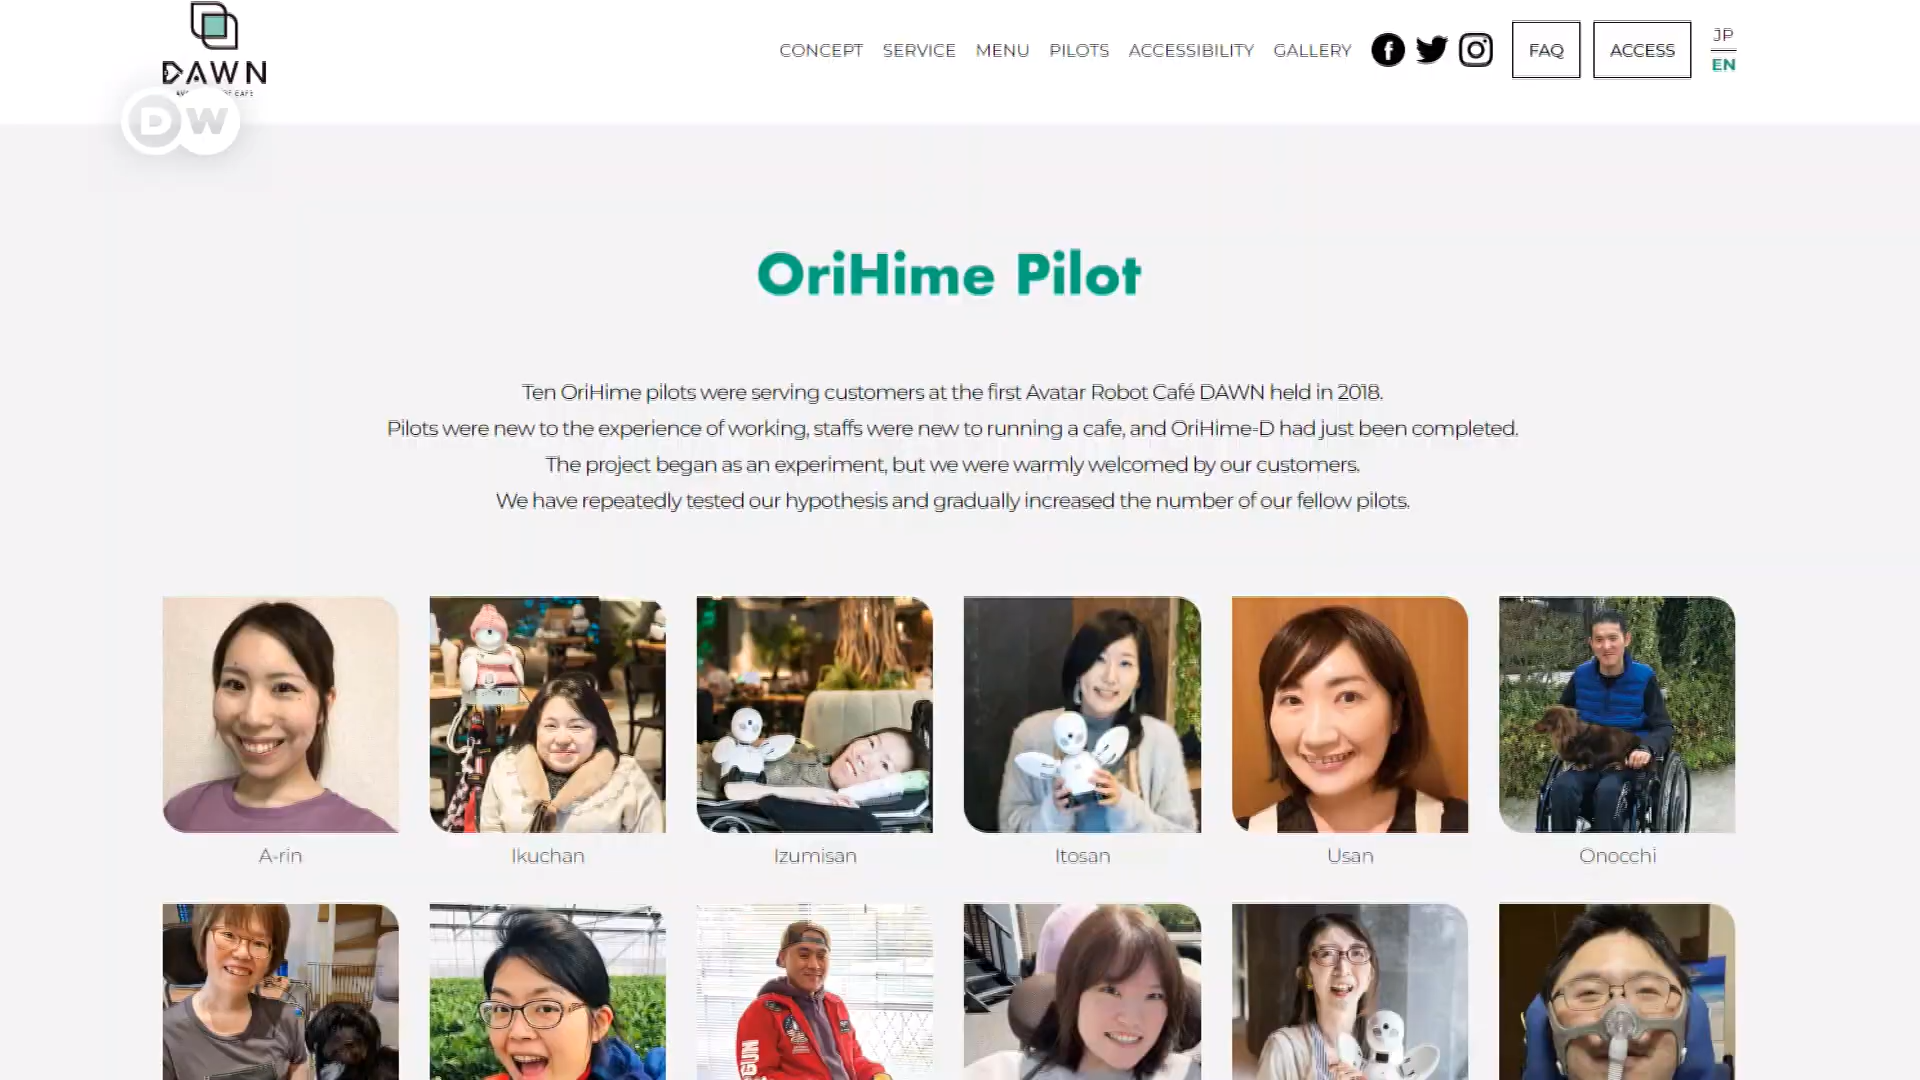 DAWN
CONCEPT SERVICE MENU PILOTS ACCESSIBILITY GALLERY FAQ ACCESS JP
EN
DW
OriHime Pilot
Ten OriHime pilots were serving customers at the first Avatar Robot Café DAWN held in 2018.
Pilots were new to the experience of working, staffs were new to running a cafe, and OriHime-D had just been completed.
The project began as an experiment, but we were warmly welcomed by our customers.
We have repeatedly tested our hypothesis and gradually increased the number of our fellow pilots.
A-rin Ikuchan Izumisan Itosan Usan Onocchi